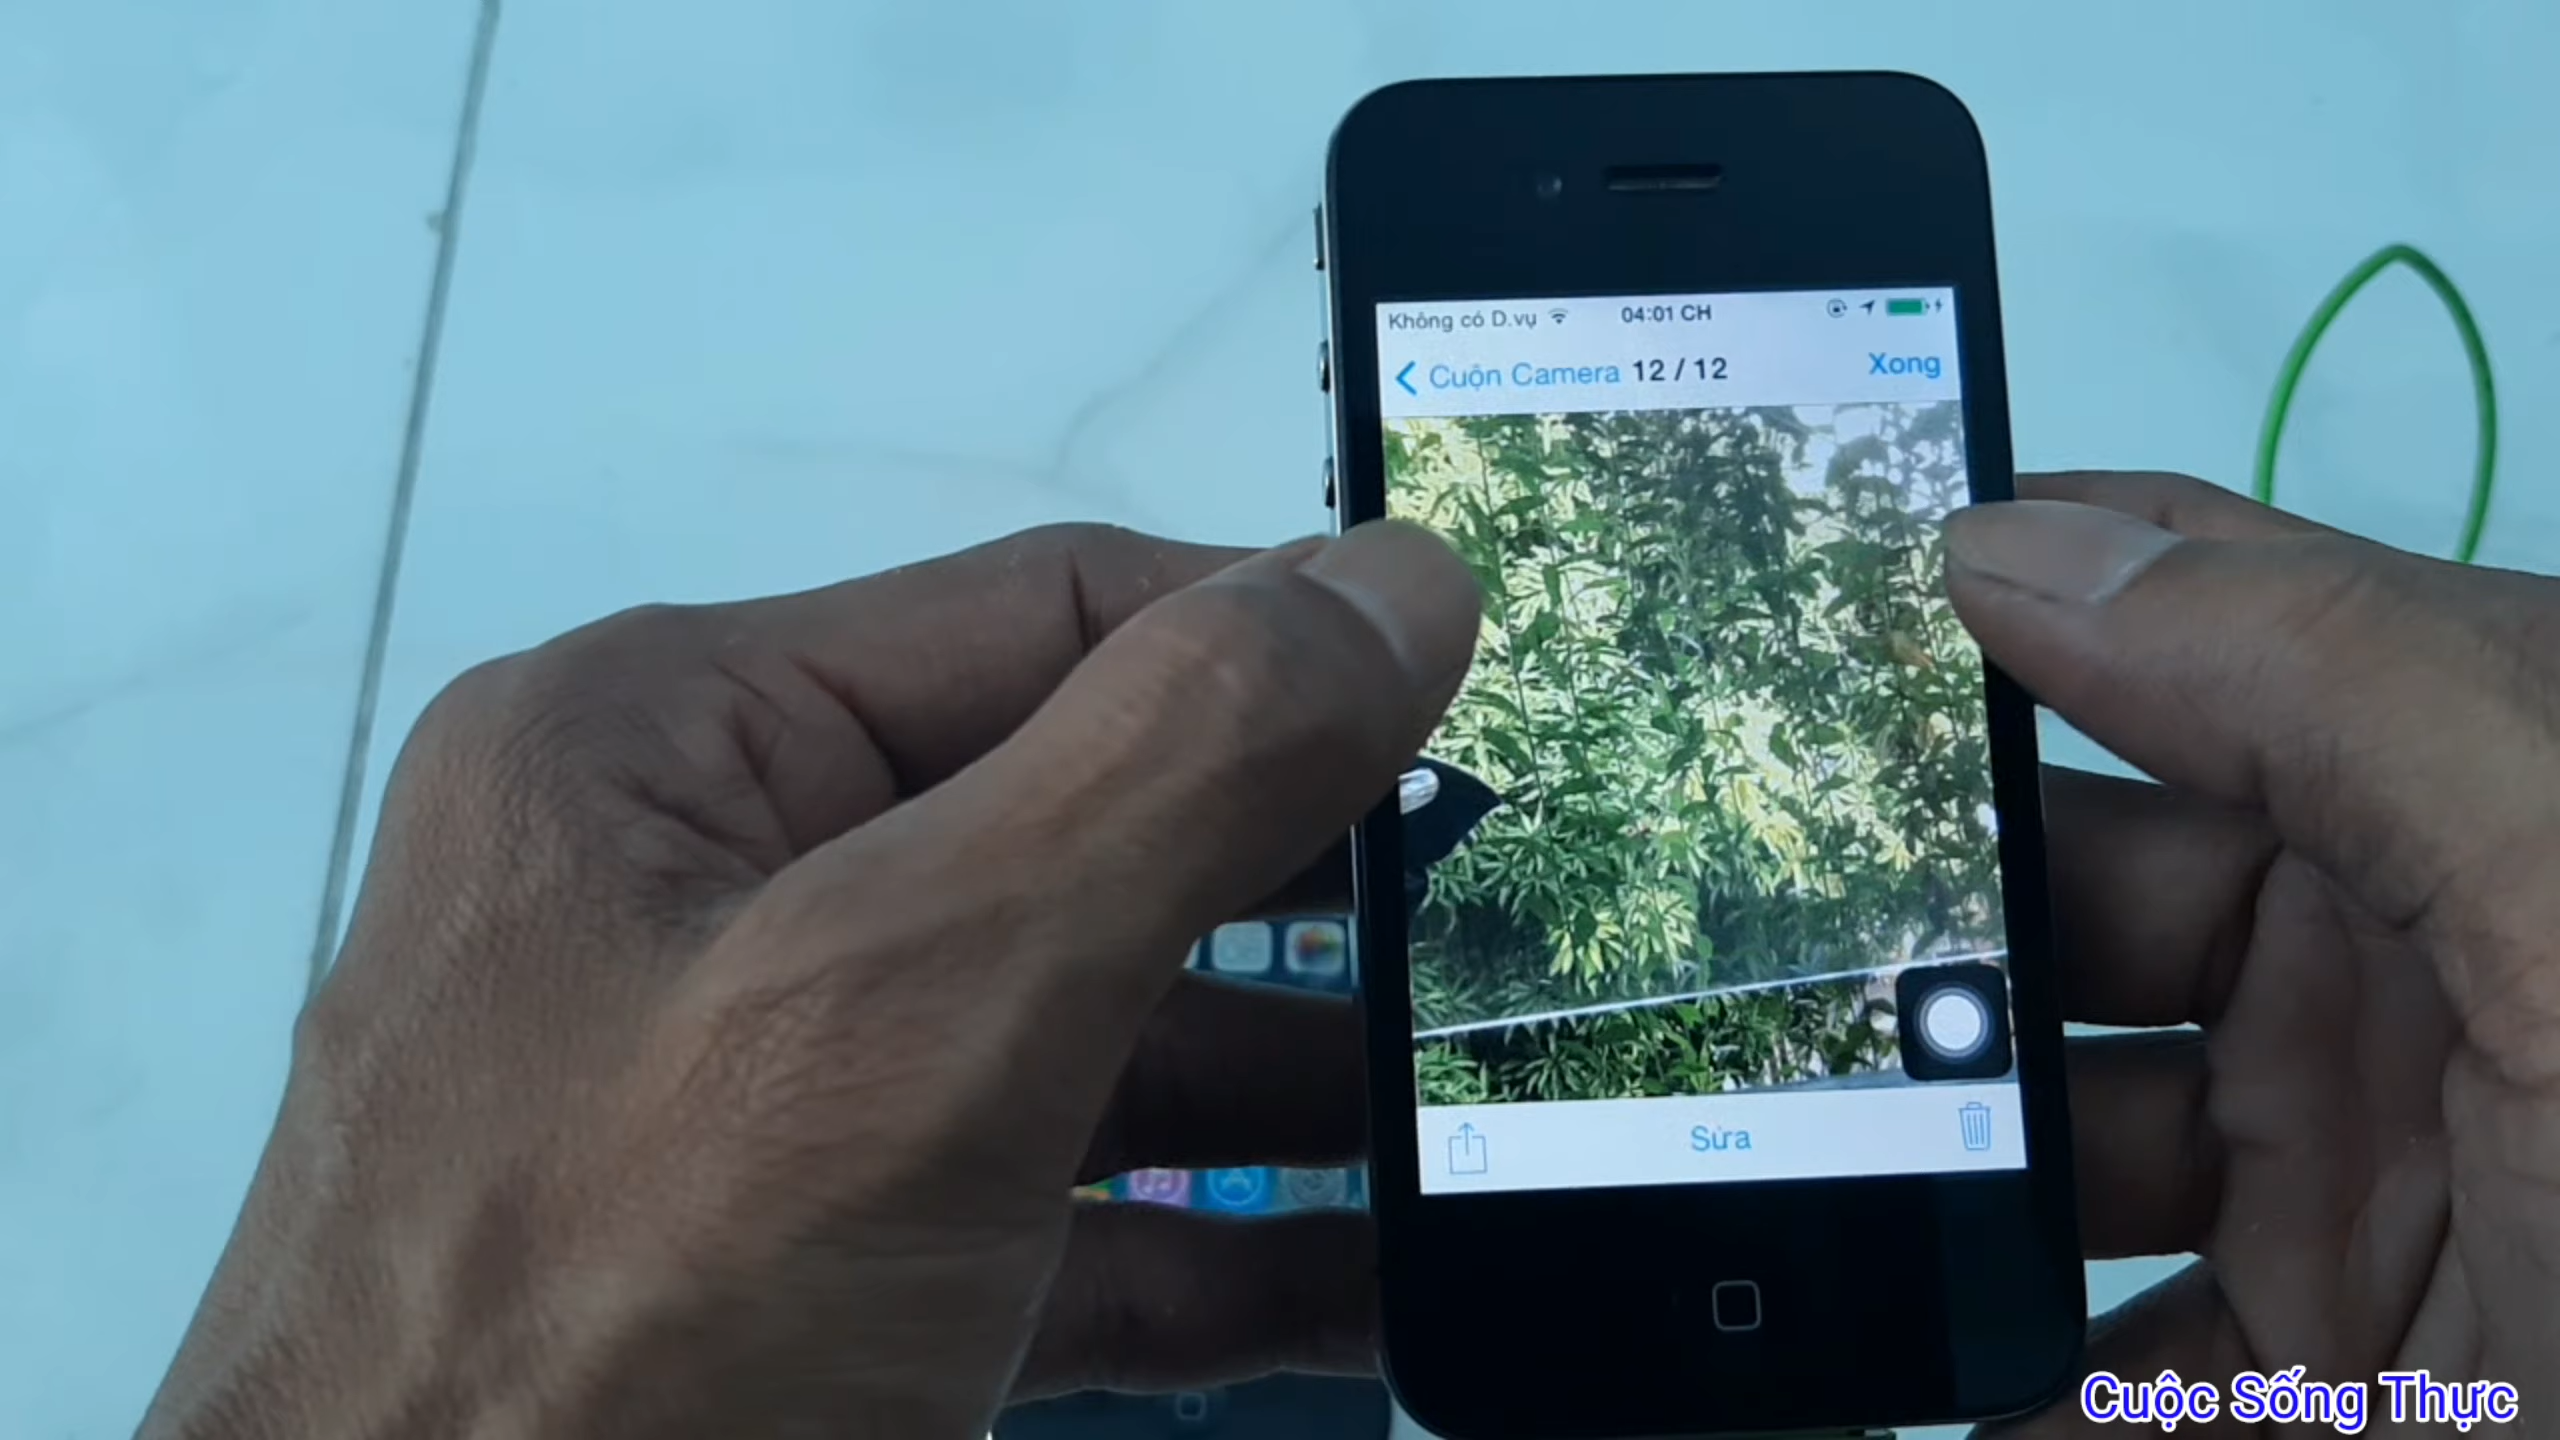 Không có D.vụ 04:01 CH
Cuộn Camera 12 / 12 Xong
Sửa
Cuộc Sống Thực